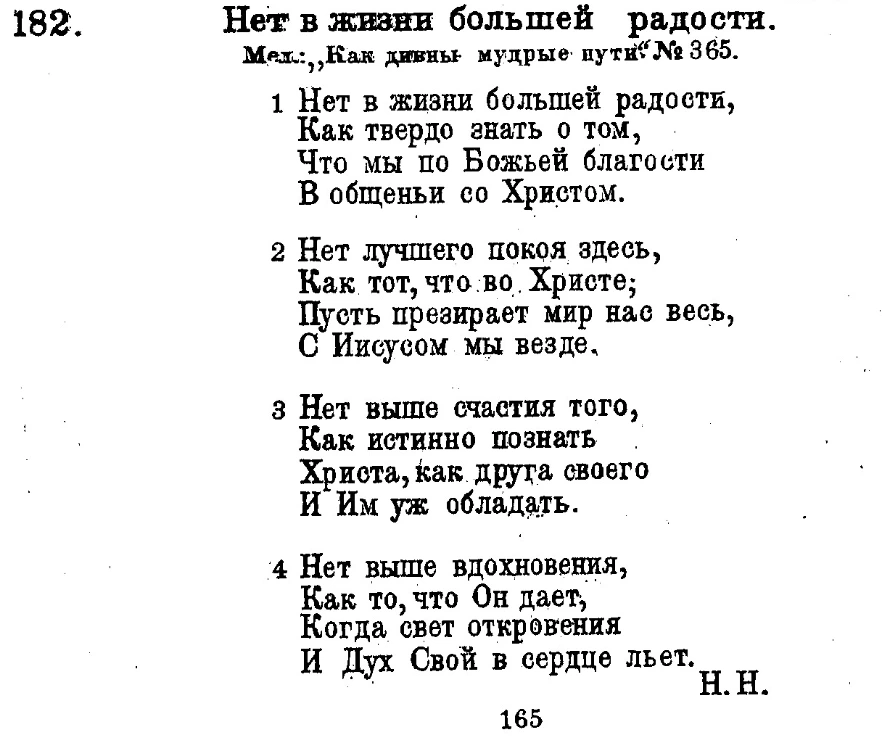 182. Нет в жизни большей радости.
Мел.: „Как дивны мудрые пути“ № 365.
1 Нет в жизни большей радости,
Как твердо знать о том,
Что мы по Божьей благости
В общеньи со Христом.
2 Нет лучшего покоя здесь,
Как тот, что во Христе;
Пусть презирает мир нас весь,
С Иисусом мы везде.
3 Нет выше счастия того,
Как истинно познать
Христа, как друга своего
И Им уж обладать.
4 Нет выше вдохновения,
Как то, что Он дает,
Когда свет откровения
И Дух Свой в сердце льет.
Н. Н.
165